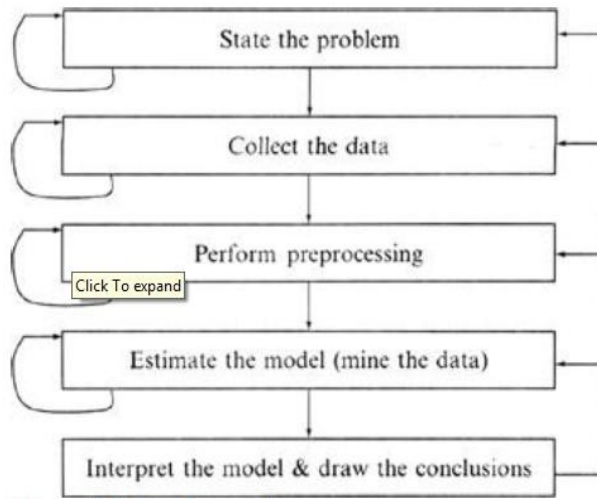 State the problem
Collect the data
Perform preprocessing
Click To expand
Estimate the model (mine the data)
Interpret the model & draw the conclusions